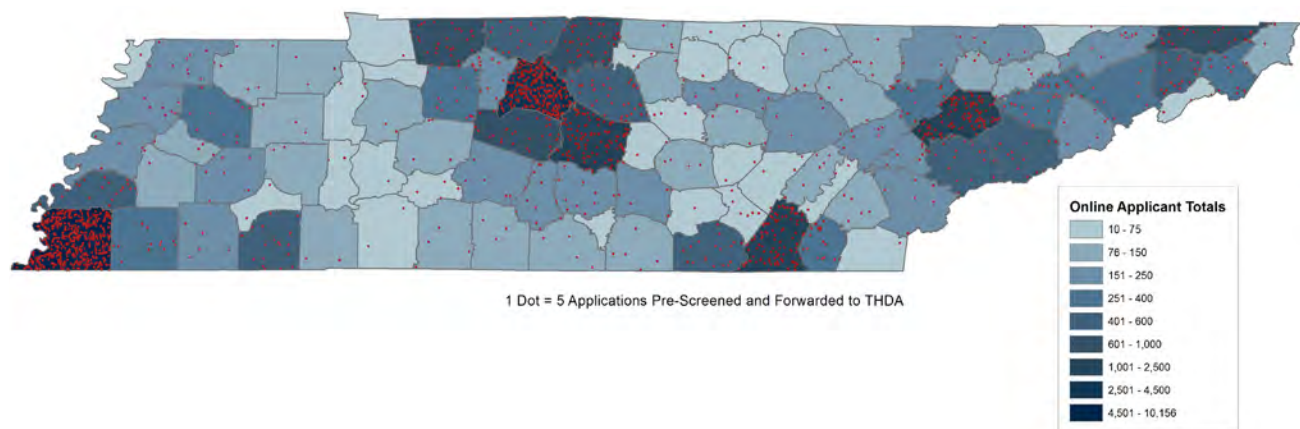 1 Dot = 5 Applications Pre-Screened and Forwarded to THDA
Online Applicant Totals
10 - 75
76 - 150
151 - 250
251 - 400
401 - 600
601 - 1,000
1,001 - 2,500
2,501 - 4,500
4,501 - 10,156